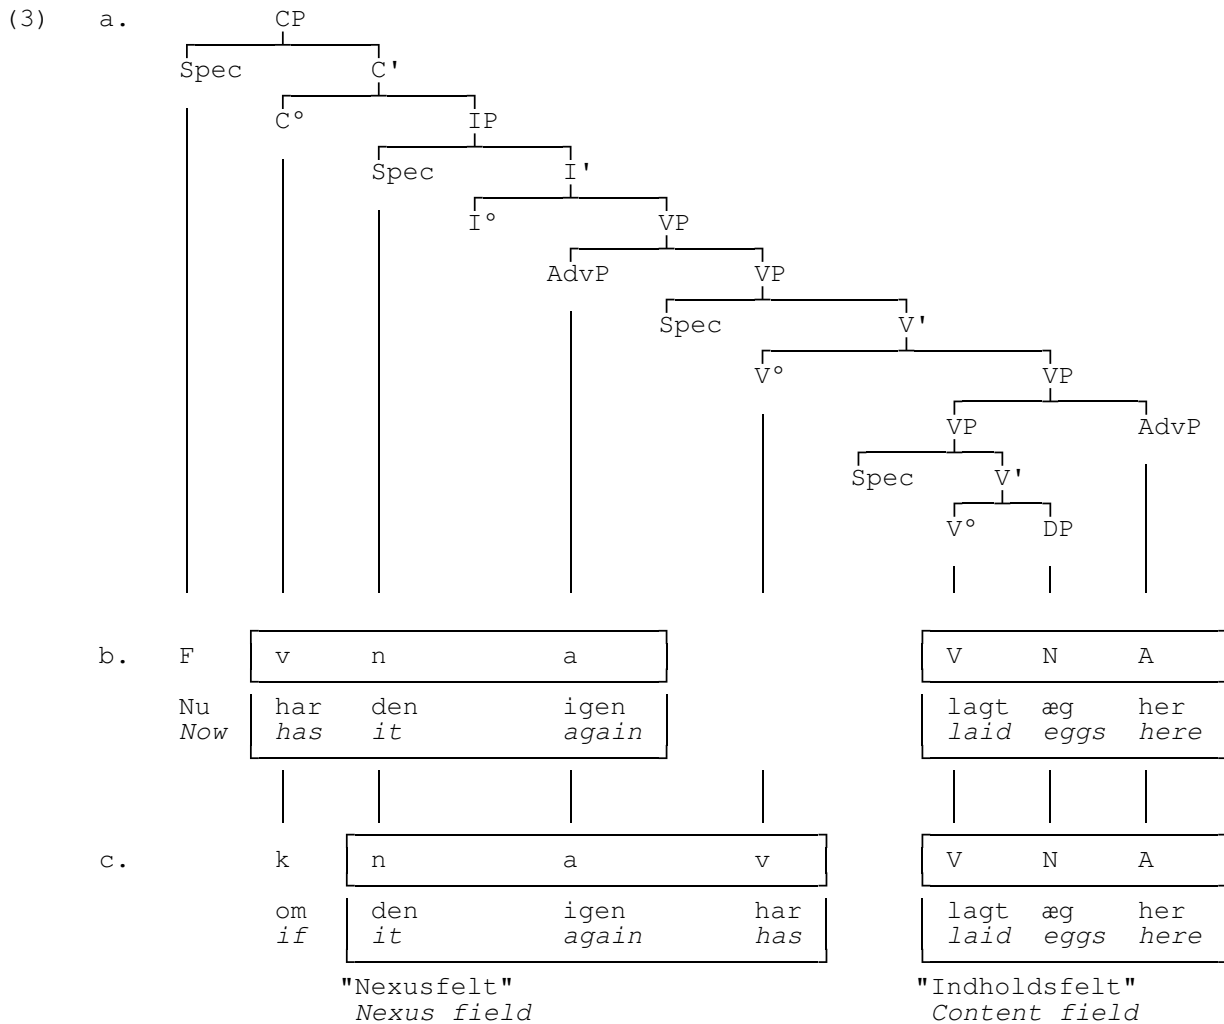 (3) a. CP
Spec C'
C° IP
Spec I'
I° VP
AdvP VP
Spec V'
V° VP
VP AdvP
Spec V'
V° DP
b. F v n a V N A
Nu har den igen lagt æg her
Now has it again laid eggs here
c. k n a v V N A
om den igen har lagt æg her
if it again has laid eggs here
"Nexusfelt" "Indholdsfelt"
Nexus field Content field